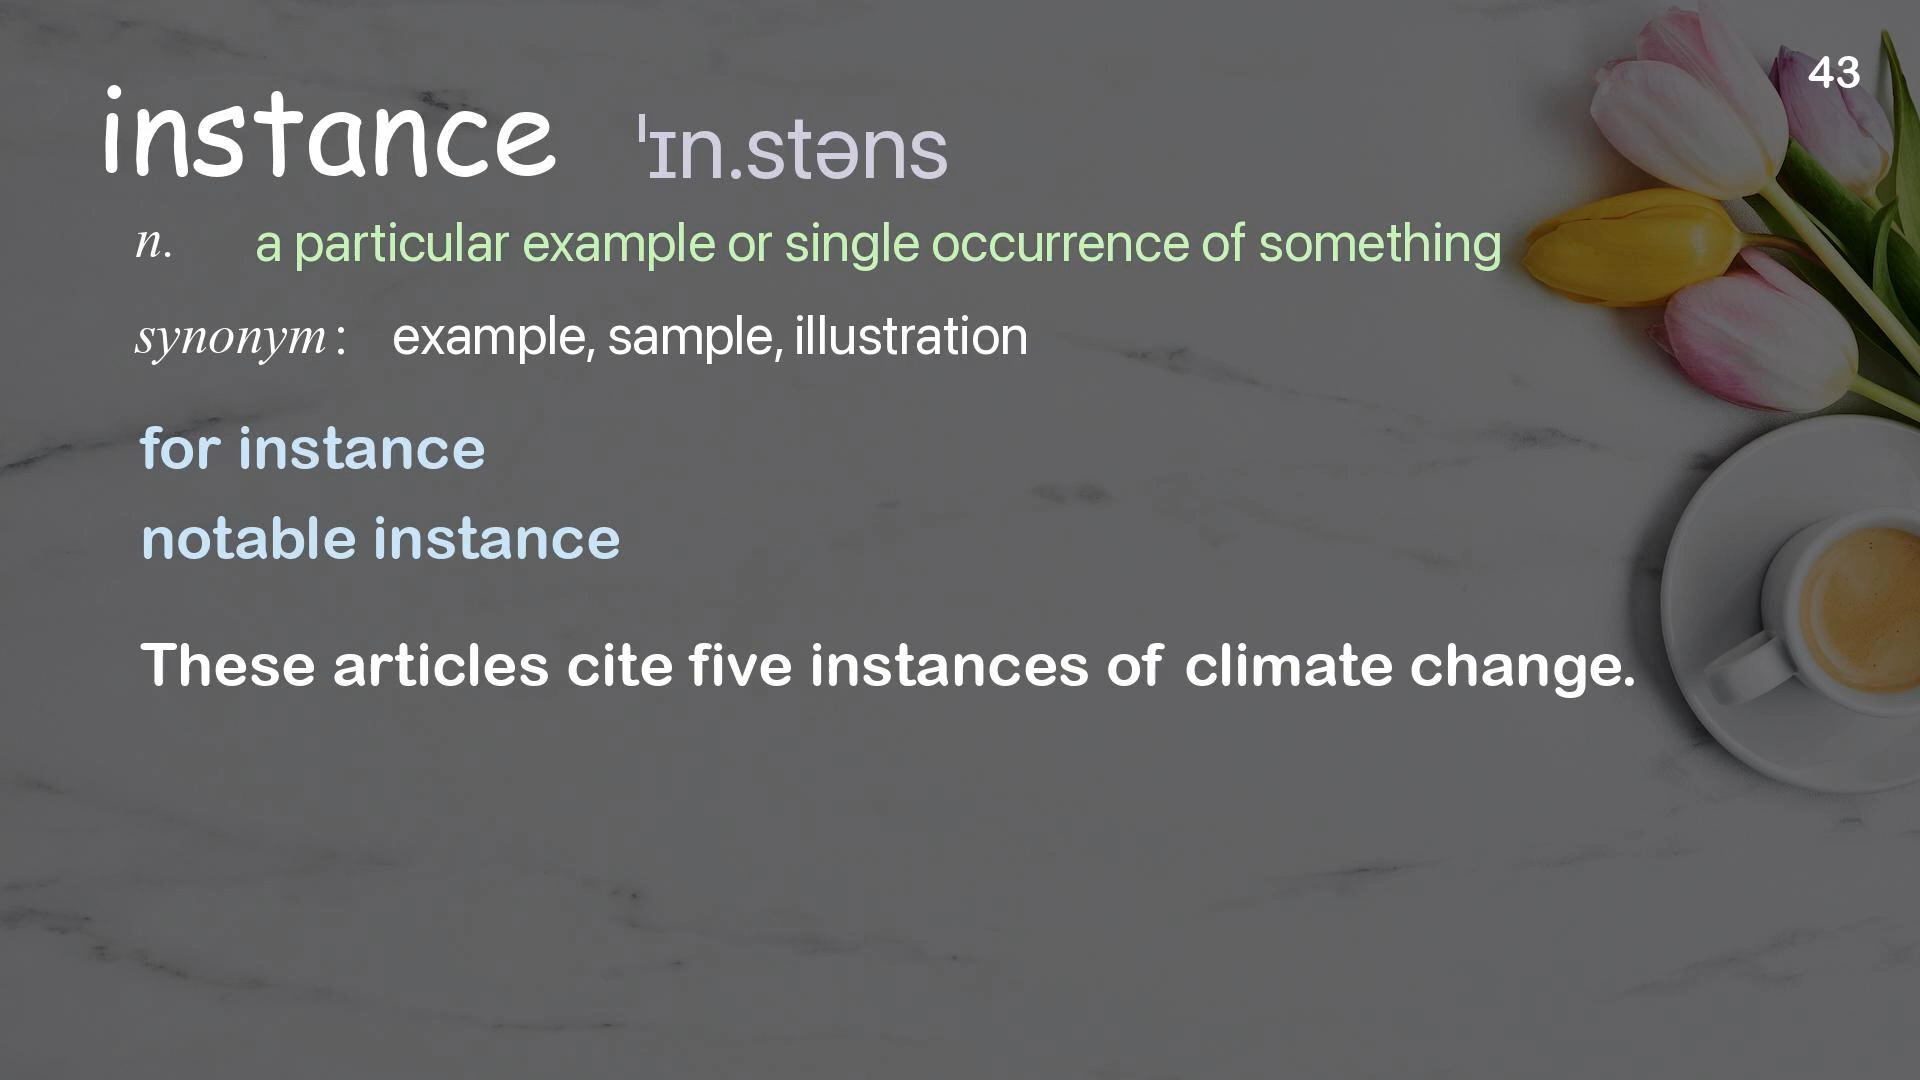 43
instance ˈɪn.stəns
n. a particular example or single occurrence of something
synonym : example, sample, illustration
for instance
notable instance
These articles cite five instances of climate change.